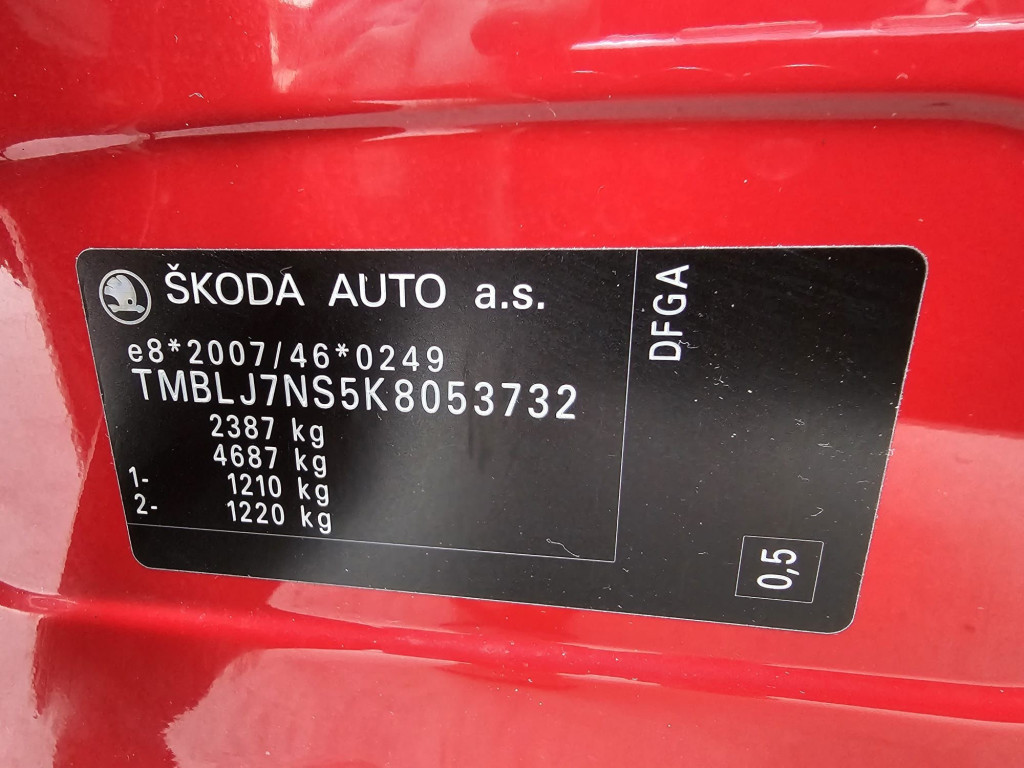 ŠKODA AUTO a.s.
e8*2007/46*0249
TMBLJ7NS5K8053732
2387 kg
4687 kg
1- 1210 kg
2- 1220 kg
DFGA
0,5